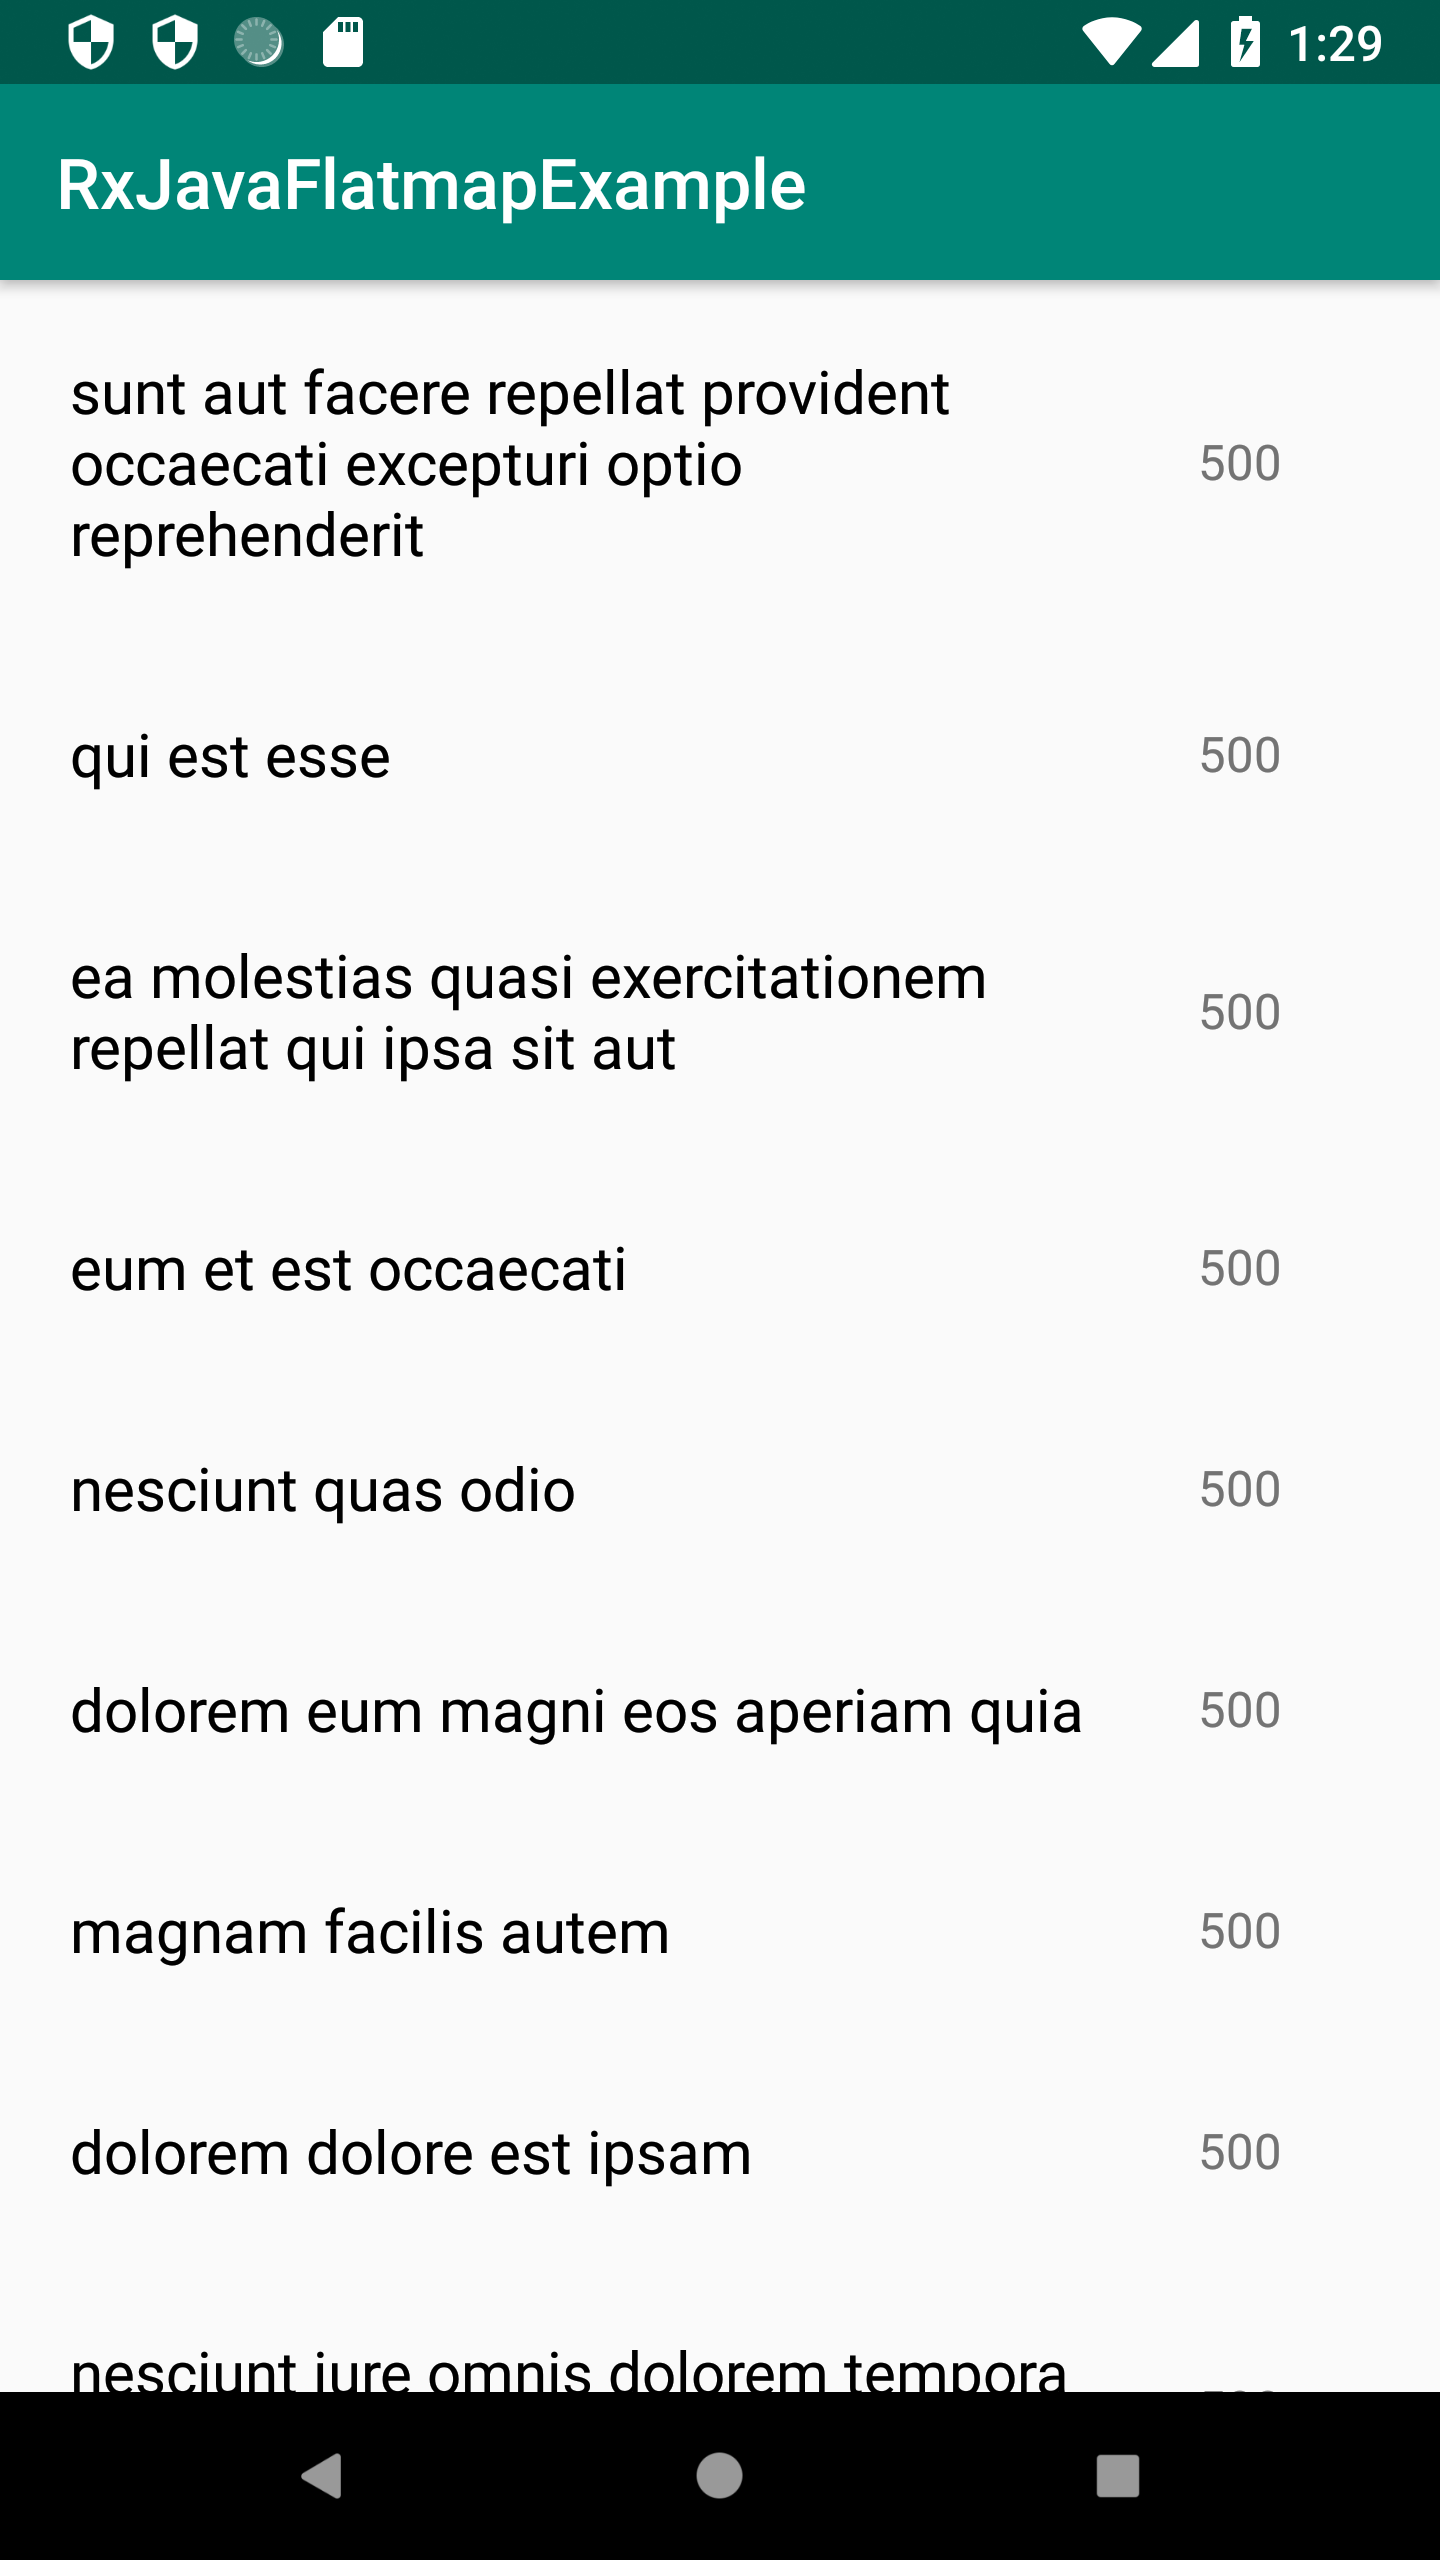 1:29
RxJavaFlatmapExample
sunt aut facere repellat provident
occaecati excepturi optio
reprehenderit
500
qui est esse
500
ea molestias quasi exercitationem
repellat qui ipsa sit aut
500
eum et est occaecati
500
nesciunt quas odio
500
dolorem eum magni eos aperiam quia
500
magnam facilis autem
500
dolorem dolore est ipsam
500
nesciunt iure omnis dolorem tempora